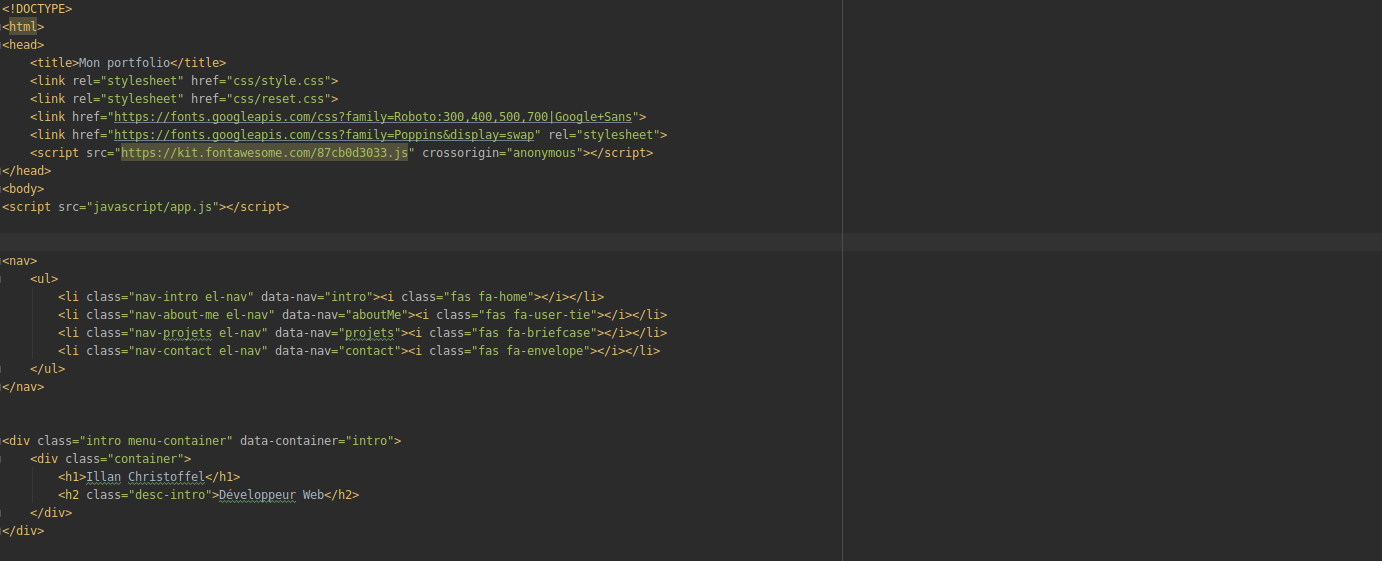 <!DOCTYPE>
<html>
<head>
    <title>Mon portfolio</title>
    <link rel="stylesheet" href="css/style.css">
    <link rel="stylesheet" href="css/reset.css">
    <link href="https://fonts.googleapis.com/css?family=Roboto:300,400,500,700|Google+Sans">
    <link href="https://fonts.googleapis.com/css?family=Poppins&display=swap" rel="stylesheet">
    <script src="https://kit.fontawesome.com/87cb0d3033.js" crossorigin="anonymous"></script>
</head>
<body>
<script src="javascript/app.js"></script>
<nav>
    <ul>
        <li class="nav-intro el-nav" data-nav="intro"><i class="fas fa-home"></i></li>
        <li class="nav-about-me el-nav" data-nav="aboutMe"><i class="fas fa-user-tie"></i></li>
        <li class="nav-projets el-nav" data-nav="projets"><i class="fas fa-briefcase"></i></li>
        <li class="nav-contact el-nav" data-nav="contact"><i class="fas fa-envelope"></i></li>
    </ul>
</nav>
<div class="intro menu-container" data-container="intro">
    <div class="container">
        <h1>Illan Christoffel</h1>
        <h2 class="desc-intro">Développeur Web</h2>
    </div>
</div>